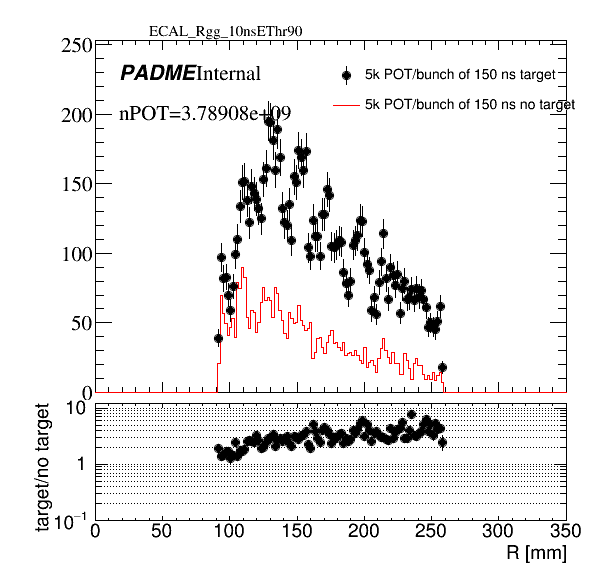 ECAL_Rgg_10nsEThr90
250
PADME Internal
5k POT/bunch of 150 ns target
5k POT/bunch of 150 ns no target
nPOT=3.78908e+09
200
150
100
50
0
target/no target
10
1
10⁻¹
0 50 100 150 200 250 300 350
R [mm]